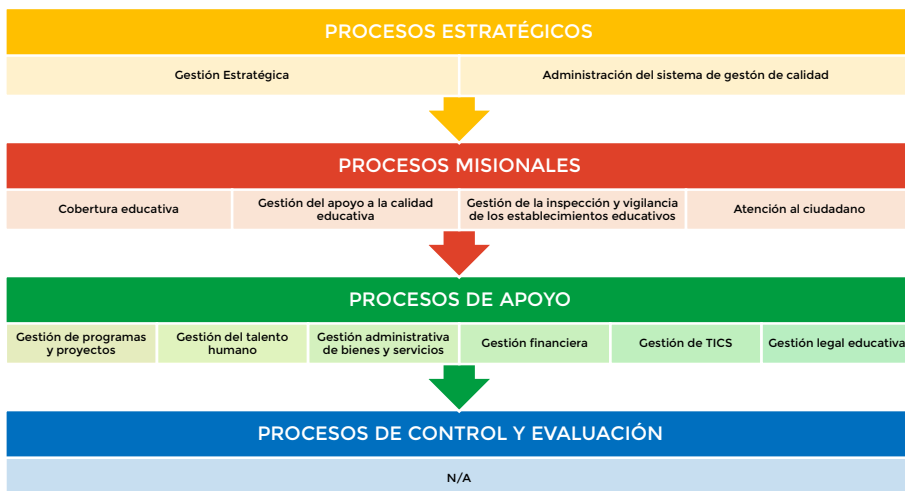 PROCESOS ESTRATÉGICOS
Gestión Estratégica
Administración del sistema de gestón de calidad
PROCESOS MISIONALES
Cobertura educativa
Gestión del apoyo a la calidad
educativa
Gestión de la inspección y vigilancia
de los establecimientos educativos
Atención al ciudadano
PROCESOS DE APOYO
Gestión de programas
y proyectos
Gestión del talento
humano
Gestión administrativa
de bienes y servicios
Gestión financiera
Gestión de TICS
Gestión legal educativa
PROCESOS DE CONTROL Y EVALUACIÓN
N/A